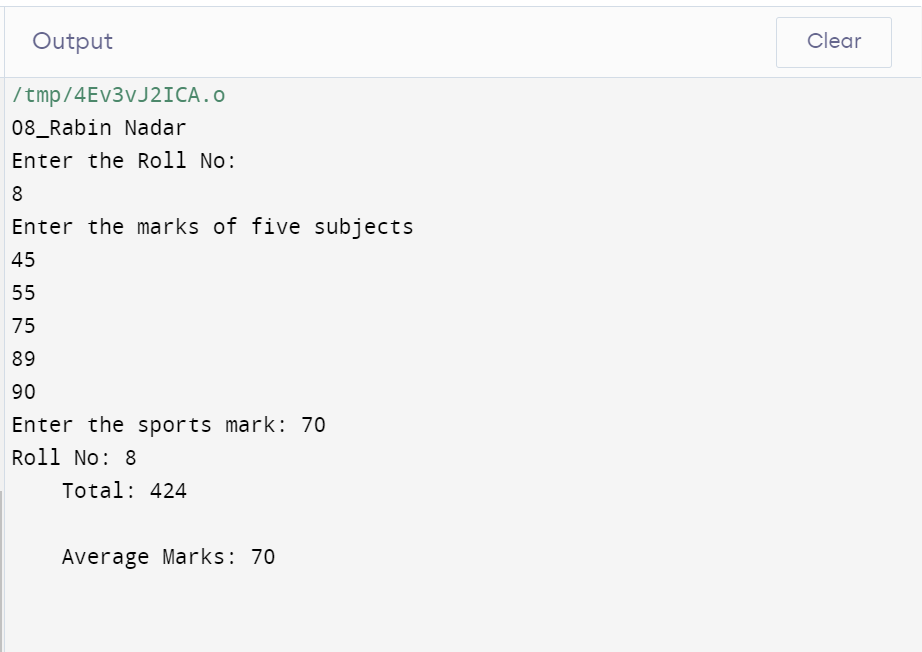 Output
Clear
/tmp/4Ev3vJ2ICA.o
08_Rabin Nadar
Enter the Roll No:
8
Enter the marks of five subjects
45
55
75
89
90
Enter the sports mark: 70
Roll No: 8
Total: 424
Average Marks: 70